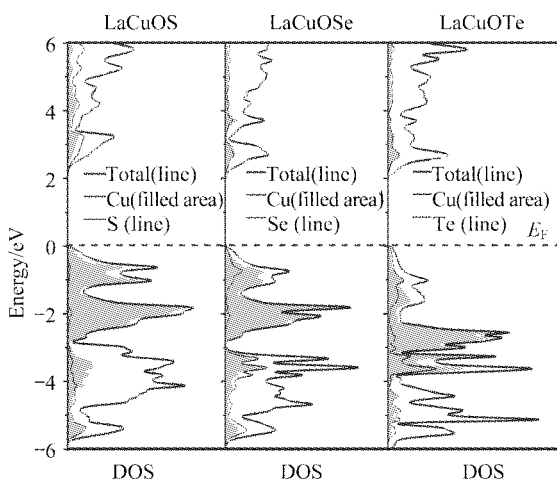 LaCuOS LaCuOSe LaCuOTe
6
4
2
0
−2
−4
−6
Energy/eV
Total(line)
Cu(filled area)
S (line)
Total(line)
Cu(filled area)
Se (line)
Total(line)
Cu(filled area)
Te (line)
EF
DOS DOS DOS